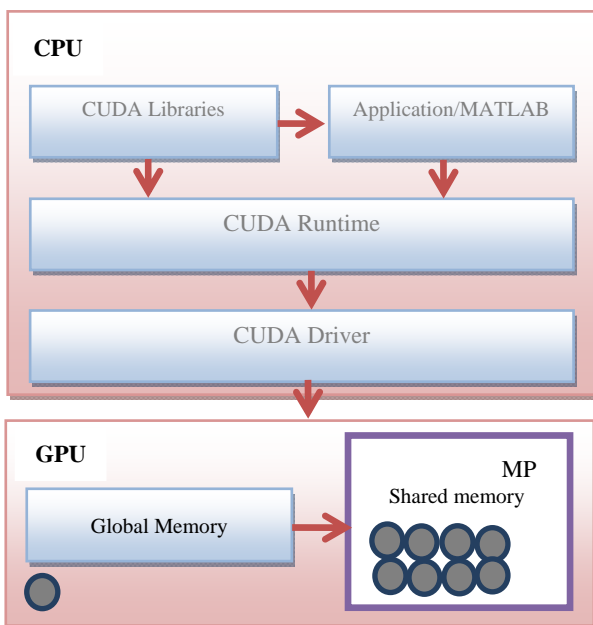 CPU
CUDA Libraries
Application/MATLAB
CUDA Runtime
CUDA Driver
GPU
MP
Shared memory
Global Memory